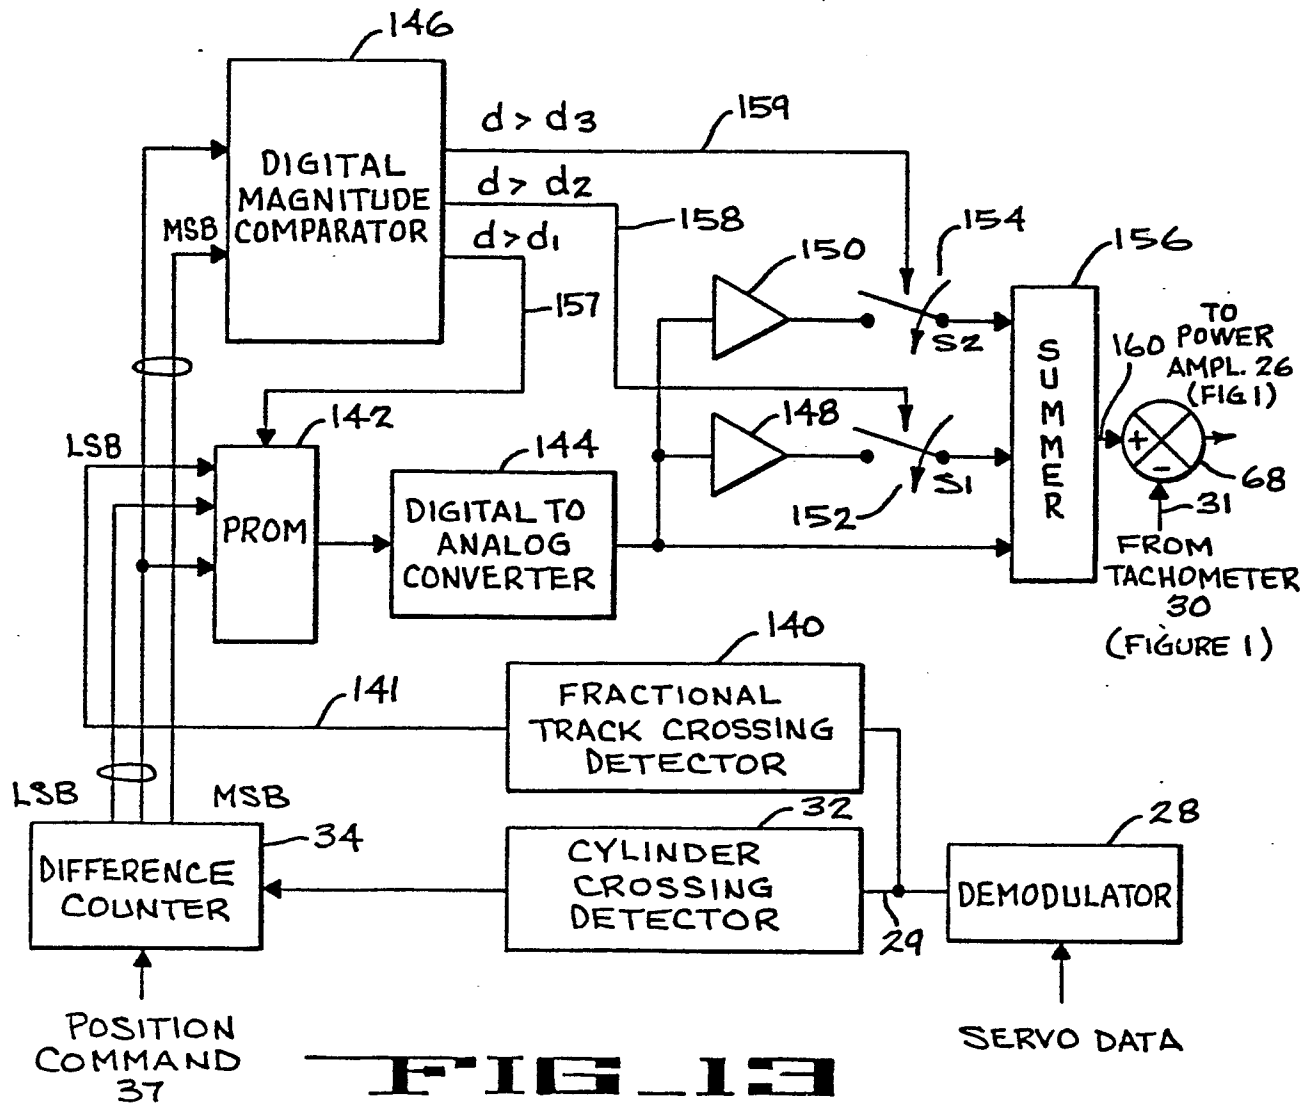 146
DIGITAL
MAGNITUDE
COMPARATOR
d > d3
159
d > d2
158
d > d1
157
MSB
150
154
S2
156
SUMMER
160
TO
POWER
AMPL. 26
(FIG 1)
+
-
68
31
FROM
TACHOMETER
30
(FIGURE 1)
148
152
S1
142
LSB
PROM
144
DIGITAL TO
ANALOG
CONVERTER
140
FRACTIONAL
TRACK CROSSING
DETECTOR
141
LSB
MSB
34
DIFFERENCE
COUNTER
32
CYLINDER
CROSSING
DETECTOR
29
28
DEMODULATOR
POSITION
COMMAND
37
SERVO DATA
FIG_13